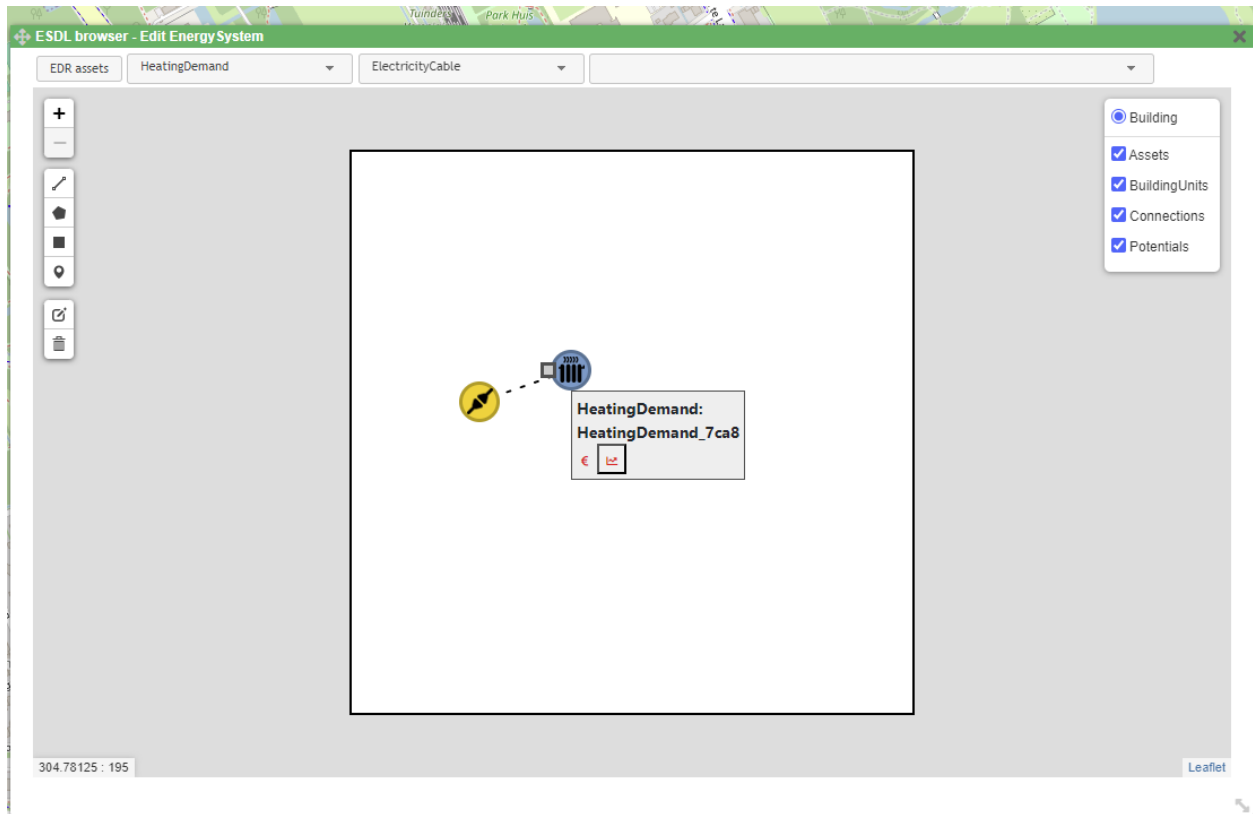 Tuinders
Park Huis
ESDL browser - Edit EnergySystem
EDR assets
HeatingDemand
ElectricityCable
+
Building
Assets
BuildingUnits
Connections
Potentials
HeatingDemand:
HeatingDemand_7ca8
€
304.78125 : 195
Leaflet